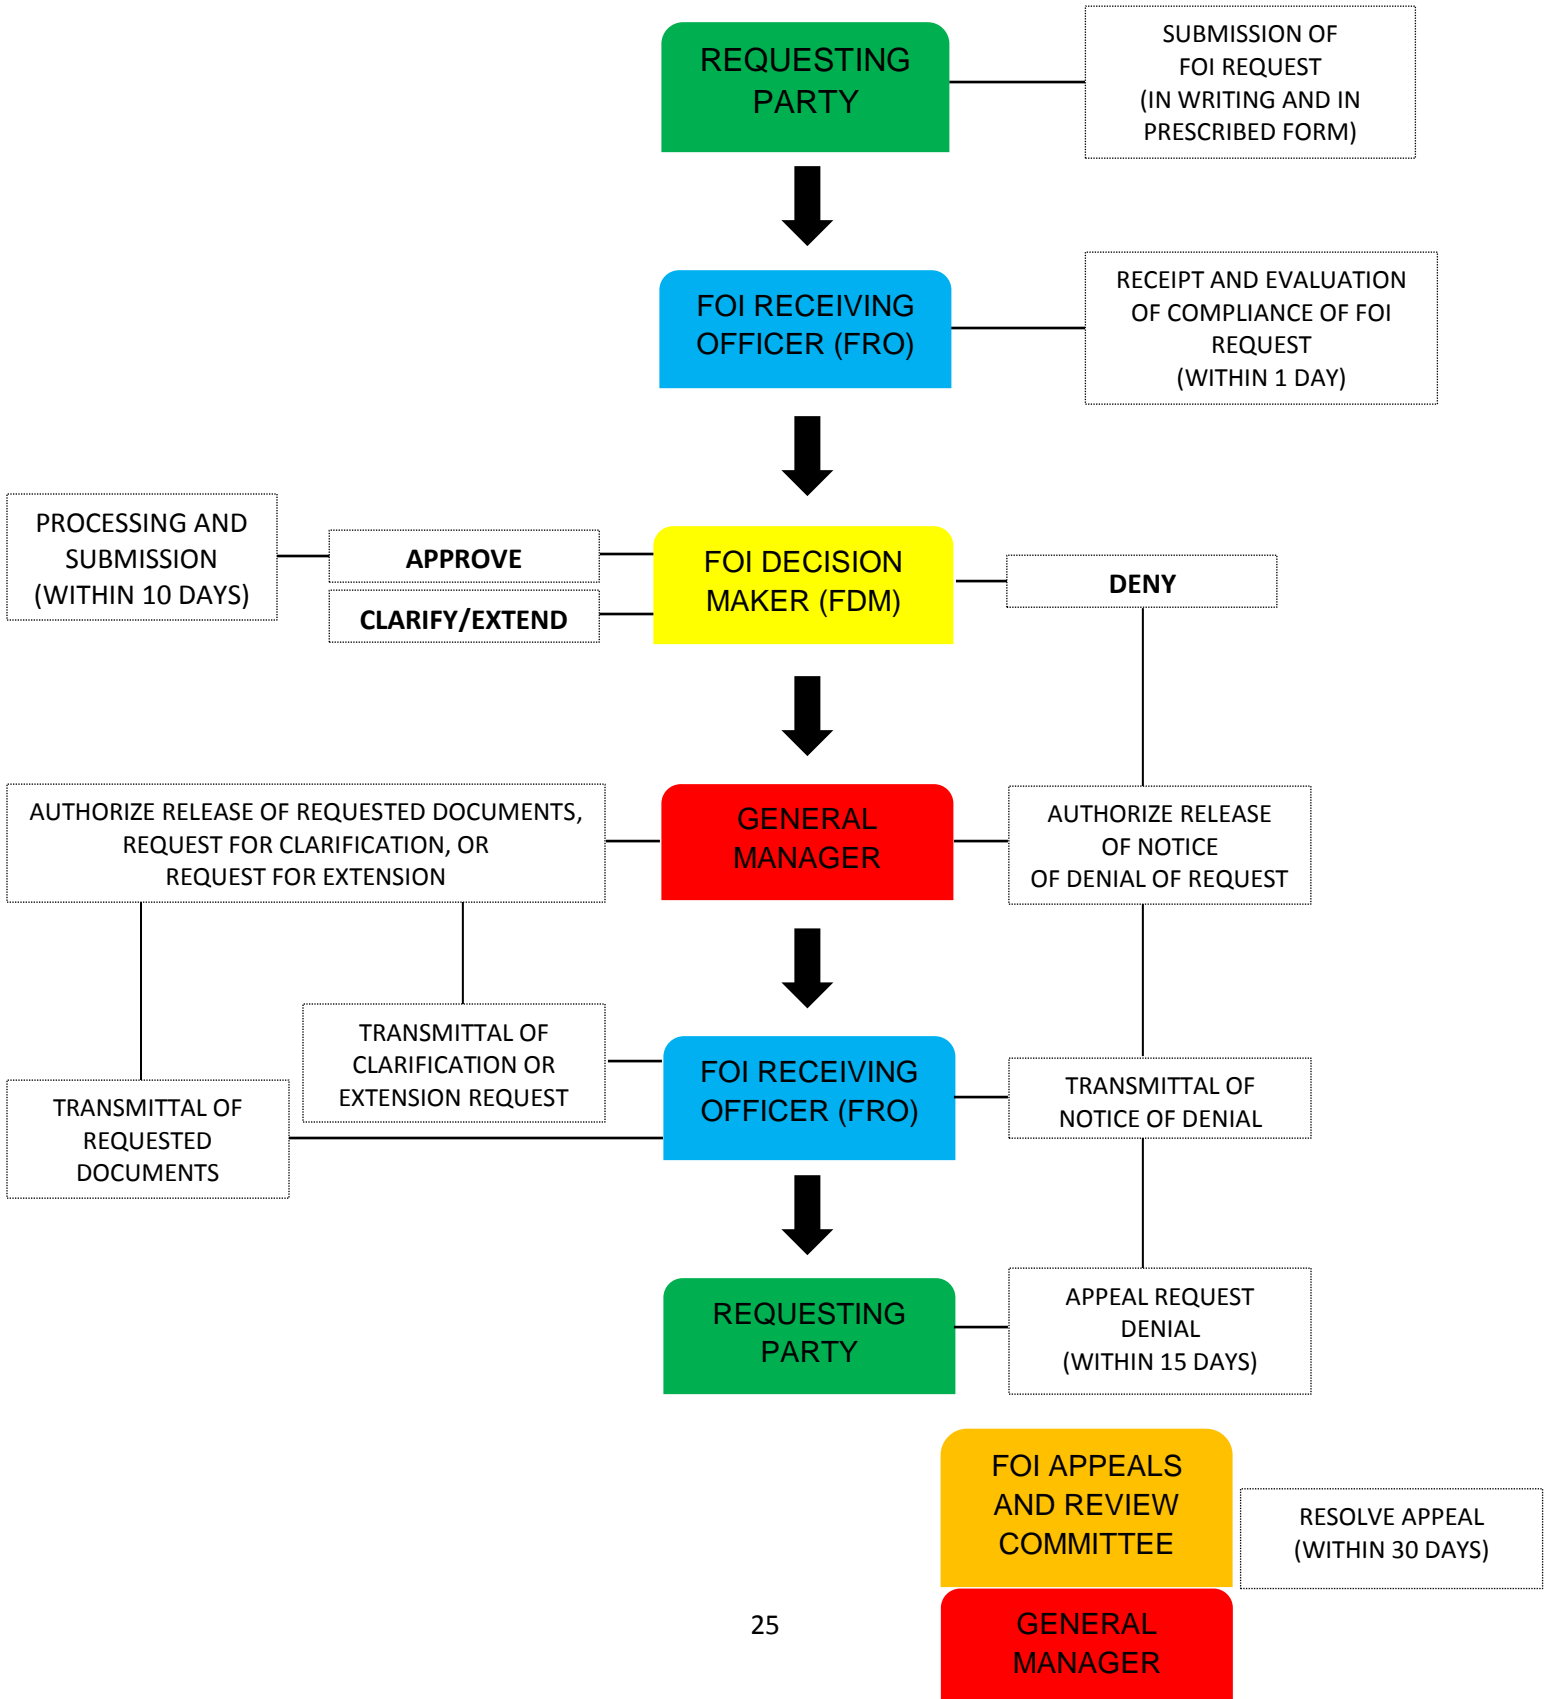 REQUESTING
PARTY
SUBMISSION OF
FOI REQUEST
(IN WRITING AND IN
PRESCRIBED FORM)
FOI RECEIVING
OFFICER (FRO)
RECEIPT AND EVALUATION
OF COMPLIANCE OF FOI
REQUEST
(WITHIN 1 DAY)
PROCESSING AND
SUBMISSION
(WITHIN 10 DAYS)
APPROVE
CLARIFY/EXTEND
FOI DECISION
MAKER (FDM)
DENY
AUTHORIZE RELEASE OF REQUESTED DOCUMENTS,
REQUEST FOR CLARIFICATION, OR
REQUEST FOR EXTENSION
GENERAL
MANAGER
AUTHORIZE RELEASE
OF NOTICE
OF DENIAL OF REQUEST
TRANSMITTAL OF
CLARIFICATION OR
EXTENSION REQUEST
TRANSMITTAL OF
REQUESTED
DOCUMENTS
FOI RECEIVING
OFFICER (FRO)
TRANSMITTAL OF
NOTICE OF DENIAL
REQUESTING
PARTY
APPEAL REQUEST
DENIAL
(WITHIN 15 DAYS)
FOI APPEALS
AND REVIEW
COMMITTEE
RESOLVE APPEAL
(WITHIN 30 DAYS)
GENERAL
MANAGER
25